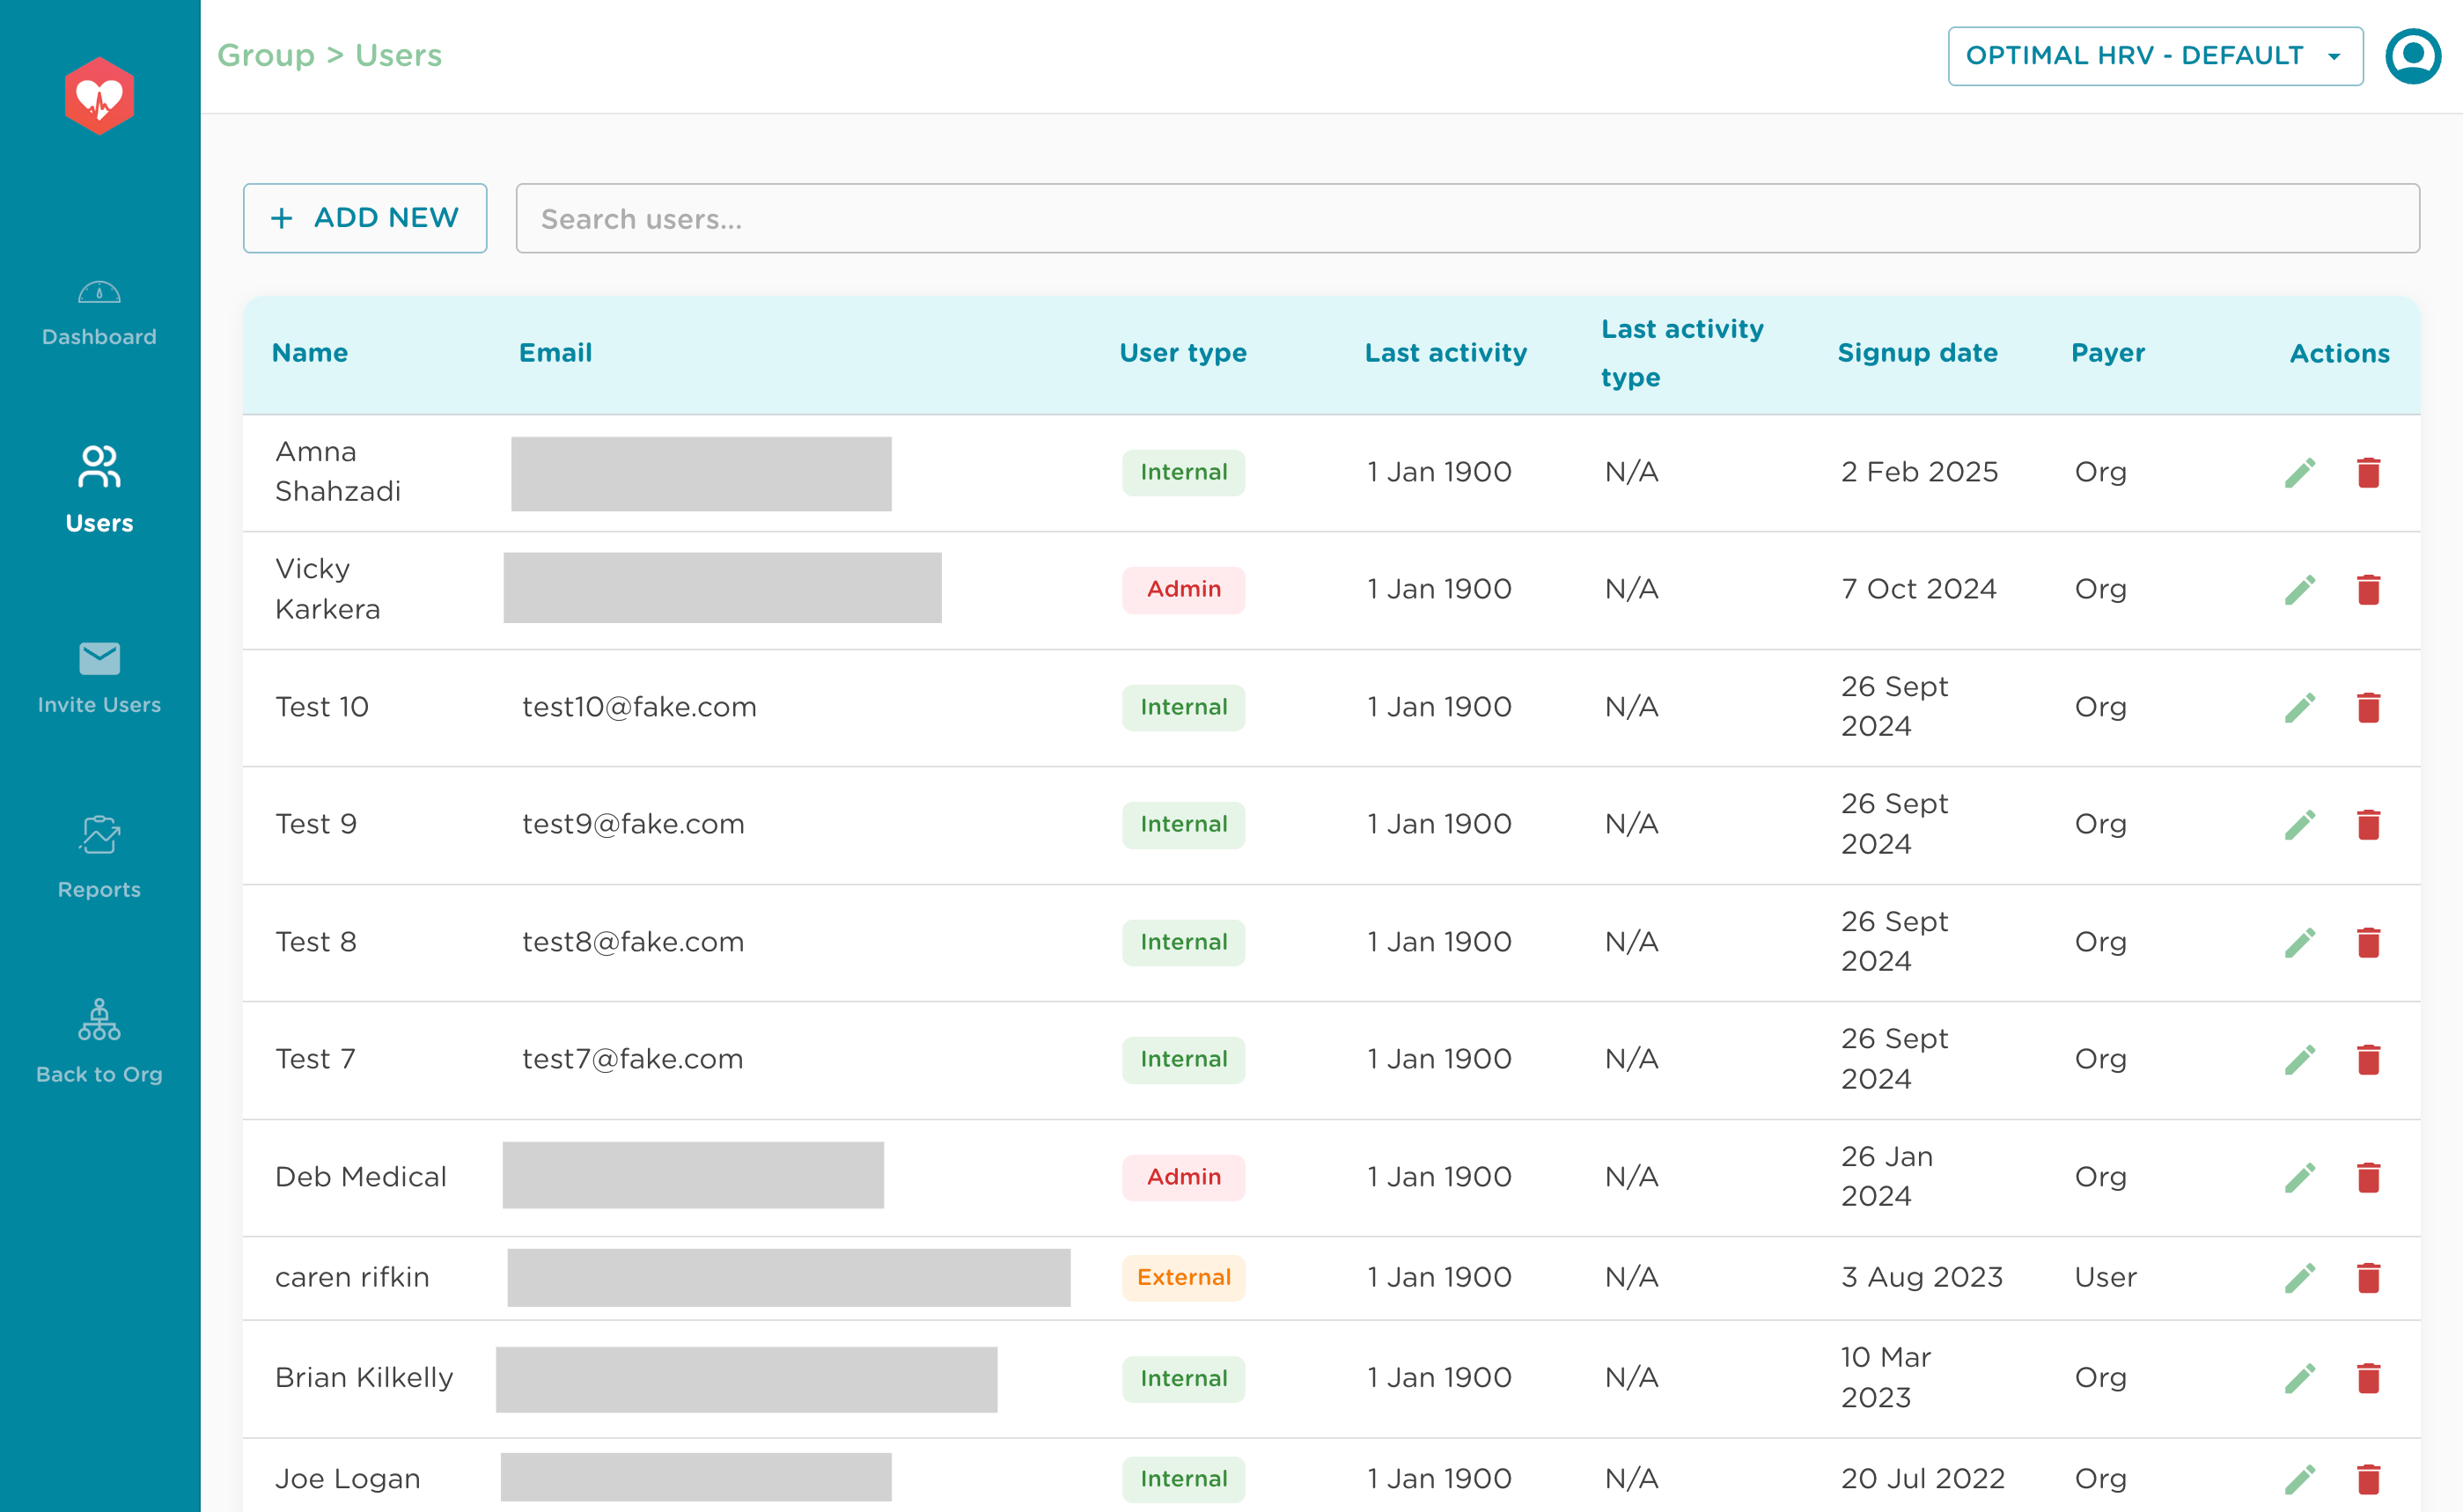 Group > Users
OPTIMAL HRV - DEFAULT
+ ADD NEW
Search users...
Dashboard
Users
Invite Users
Reports
Back to Org
Name Email User type Last activity Last activity type Signup date Payer Actions
Amna Shahzadi Internal 1 Jan 1900 N/A 2 Feb 2025 Org
Vicky Karkera Admin 1 Jan 1900 N/A 7 Oct 2024 Org
Test 10 test10@fake.com Internal 1 Jan 1900 N/A 26 Sept 2024 Org
Test 9 test9@fake.com Internal 1 Jan 1900 N/A 26 Sept 2024 Org
Test 8 test8@fake.com Internal 1 Jan 1900 N/A 26 Sept 2024 Org
Test 7 test7@fake.com Internal 1 Jan 1900 N/A 26 Sept 2024 Org
Deb Medical Admin 1 Jan 1900 N/A 26 Jan 2024 Org
caren rifkin External 1 Jan 1900 N/A 3 Aug 2023 User
Brian Kilkelly Internal 1 Jan 1900 N/A 10 Mar 2023 Org
Joe Logan Internal 1 Jan 1900 N/A 20 Jul 2022 Org